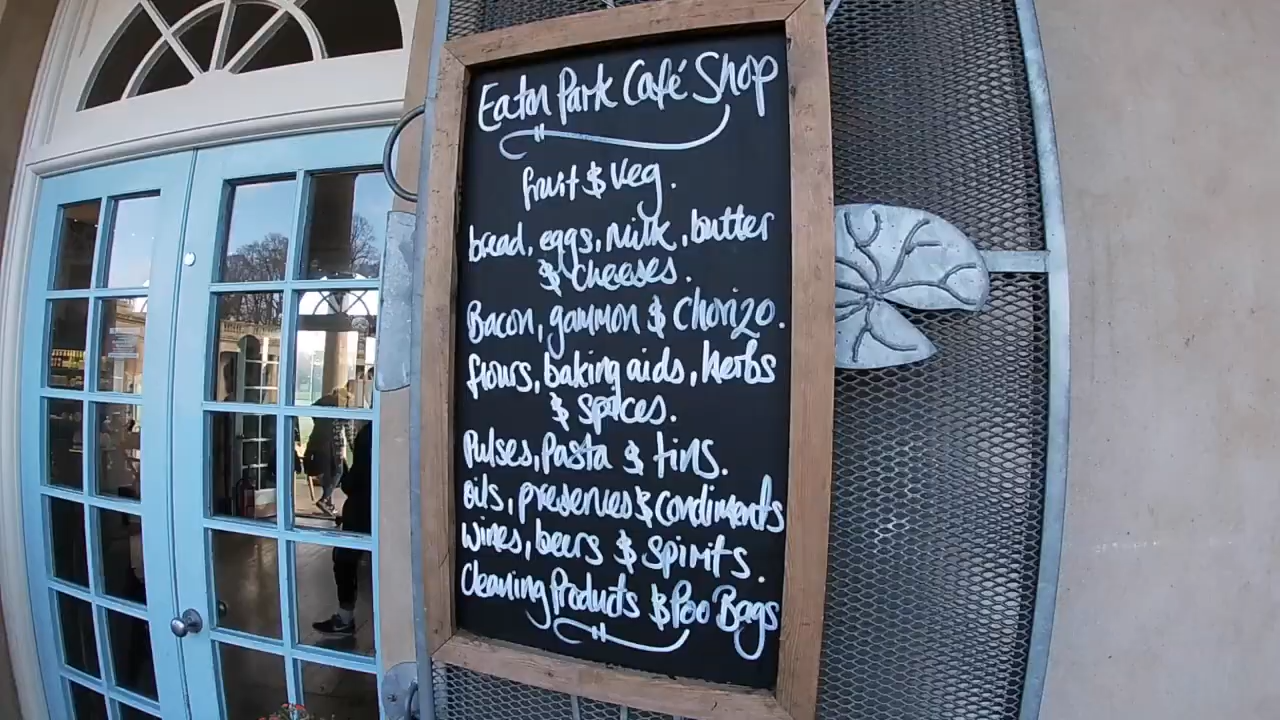 Eaton Park Café Shop
fruit & Veg.
bread, eggs, Milk, butter
& Cheeses.
Bacon, gammon & Chorizo.
flours, baking aids, herbs
& Spices.
Pulses, Pasta & tins.
oils, preserves & Condiments
Wines, beers & Spirits.
Cleaning Products & Poo Bags